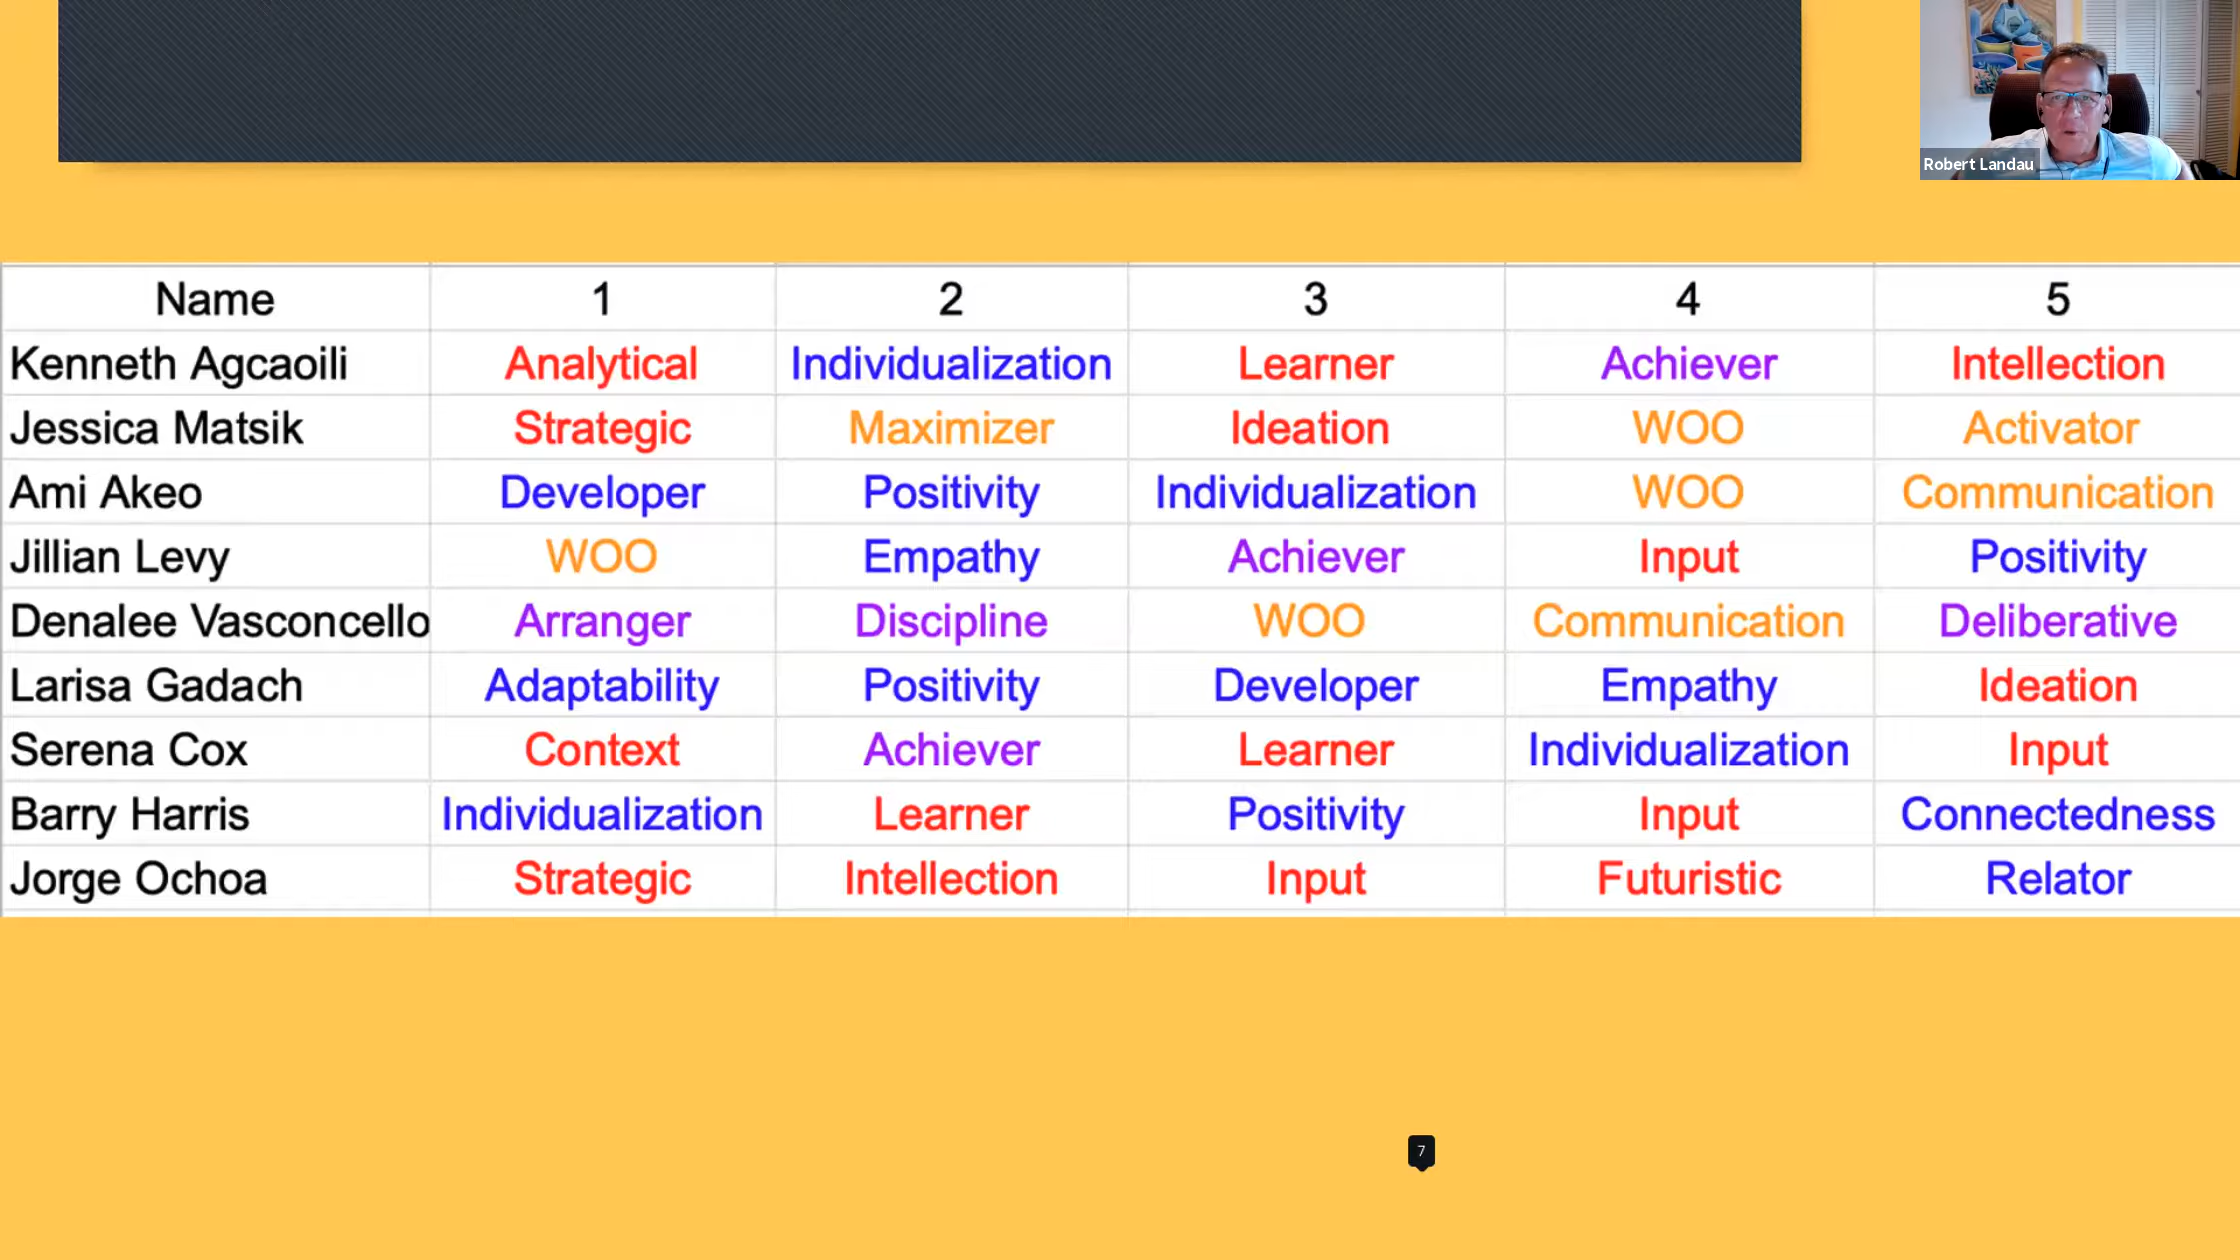 Robert Landau
Name 1 2 3 4 5
Kenneth Agcaoili Analytical Individualization Learner Achiever Intellection
Jessica Matsik Strategic Maximizer Ideation WOO Activator
Ami Akeo Developer Positivity Individualization WOO Communication
Jillian Levy WOO Empathy Achiever Input Positivity
Denalee Vasconcello Arranger Discipline WOO Communication Deliberative
Larisa Gadach Adaptability Positivity Developer Empathy Ideation
Serena Cox Context Achiever Learner Individualization Input
Barry Harris Individualization Learner Positivity Input Connectedness
Jorge Ochoa Strategic Intellection Input Futuristic Relator
7